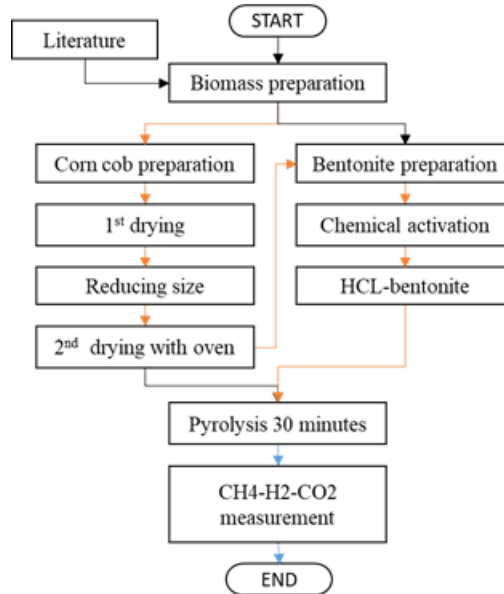 START
Literature
Biomass preparation
Corn cob preparation
Bentonite preparation
1st drying
Chemical activation
Reducing size
HCL-bentonite
2nd drying with oven
Pyrolysis 30 minutes
CH4-H2-CO2
measurement
END